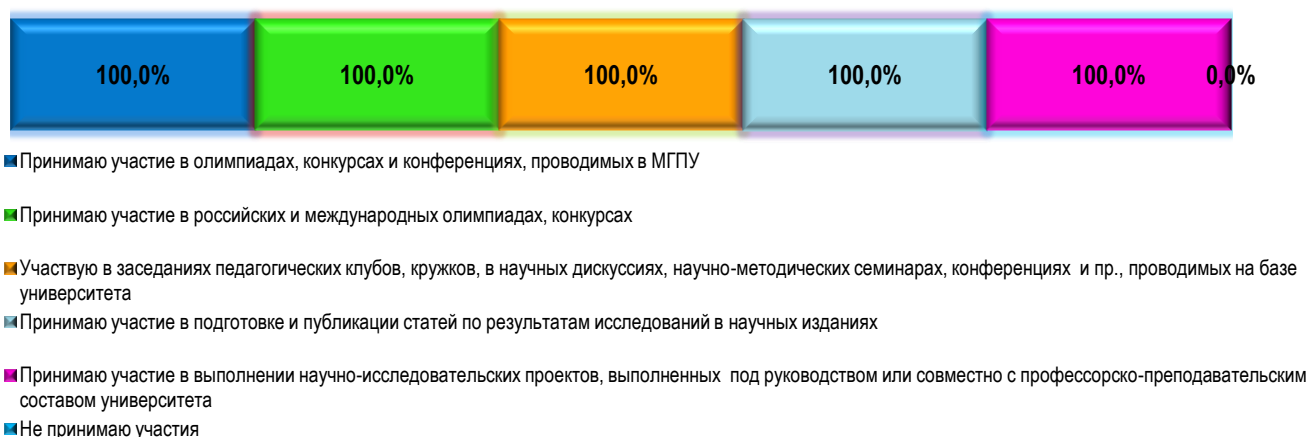 100,0% 100,0% 100,0% 100,0% 100,0% 0,0%
Принимаю участие в олимпиадах, конкурсах и конференциях, проводимых в МГПУ
Принимаю участие в российских и международных олимпиадах, конкурсах
Участвую в заседаниях педагогических клубов, кружков, в научных дискуссиях, научно-методических семинарах, конференциях и пр., проводимых на базе
университета
Принимаю участие в подготовке и публикации статей по результатам исследований в научных изданиях
Принимаю участие в выполнении научно-исследовательских проектов, выполненных под руководством или совместно с профессорско-преподавательским
составом университета
Не принимаю участия